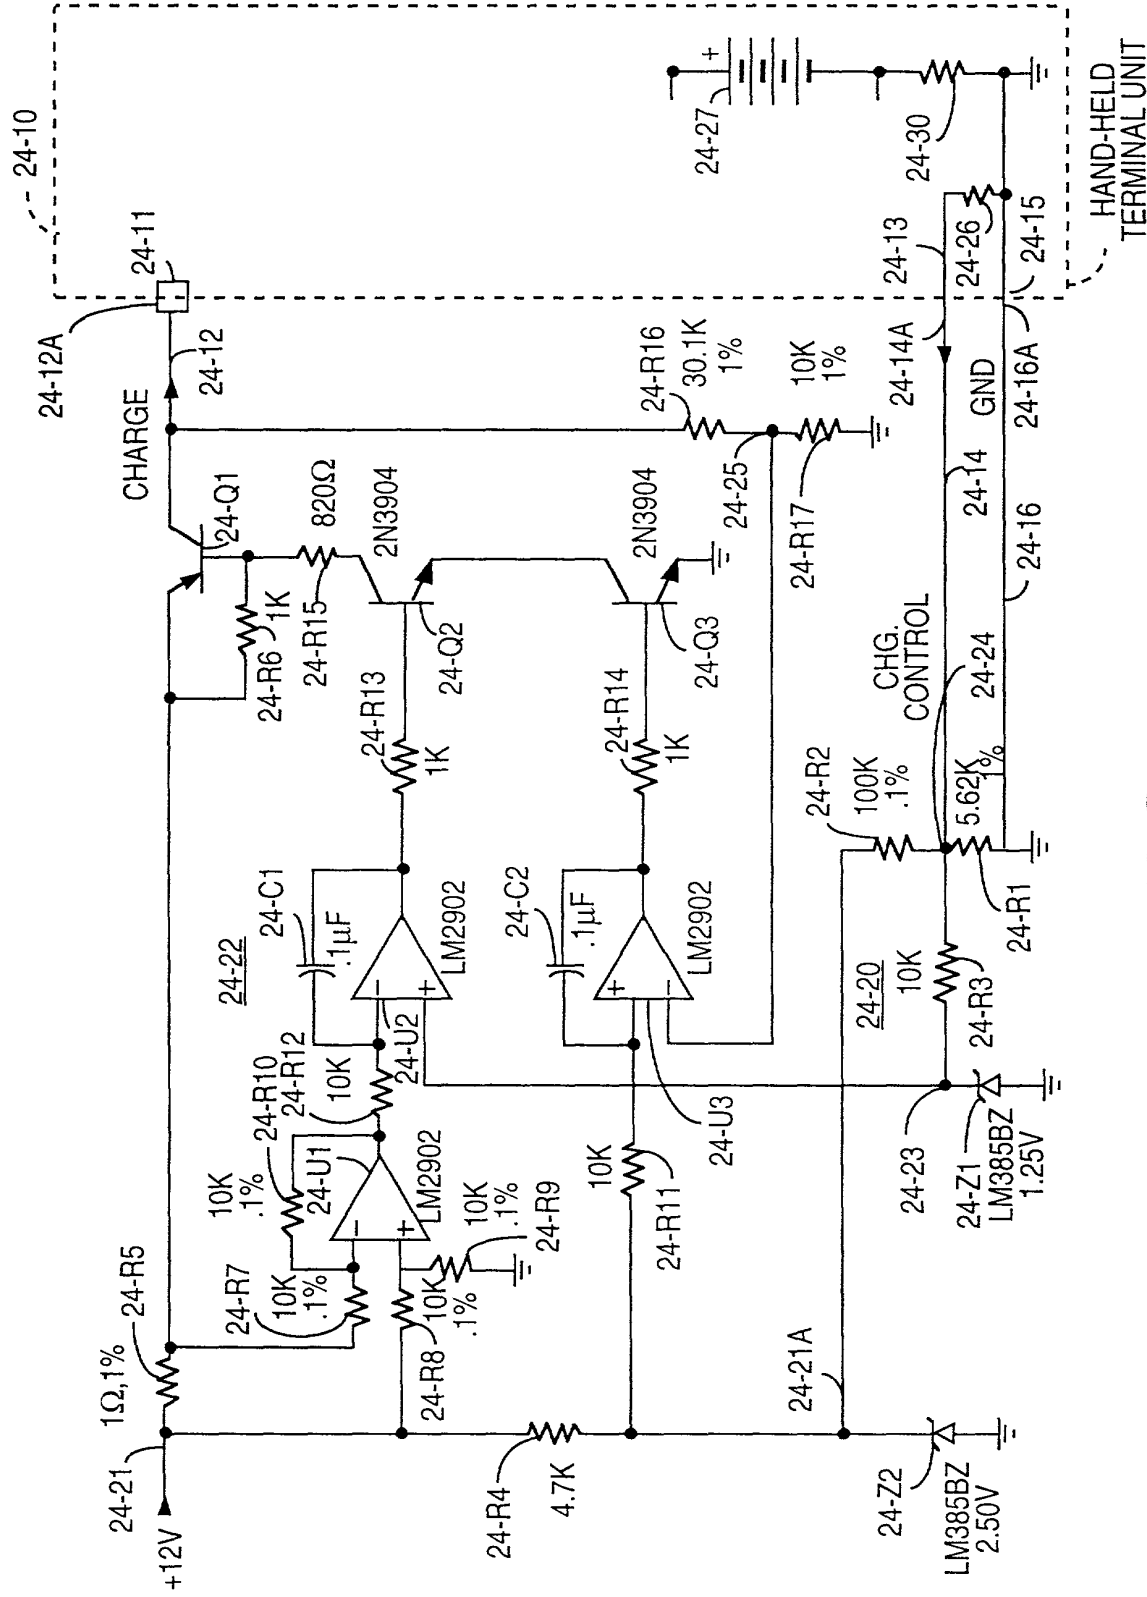 24-10
24-11
24-12A
24-12
CHARGE
24-Q1
24-R6
1K
24-R15
820Ω
2N3904
24-Q2
24-R13
1K
24-C1
.1µF
24-22
LM2902
24-U2
24-R12
10K
24-R10
10K
.1%
24-U1
LM2902
24-R9
10K
.1%
24-R7
10K
.1%
24-R8
10K
.1%
24-R5
1Ω,1%
24-21
+12V
24-R4
4.7K
24-R11
10K
24-U3
24-C2
.1µF
LM2902
24-R14
1K
24-Q3
2N3904
24-R16
30.1K
1%
24-25
24-R17
10K
1%
24-27
+
24-30
24-13
24-26
24-15
HAND-HELD
TERMINAL UNIT
24-14A
GND
24-16A
24-14
24-16
CHG.
CONTROL
24-24
24-R2
100K
.1%
5.62K
1%
24-R1
24-20
10K
24-R3
24-23
24-Z1
LM385BZ
1.25V
24-21A
24-Z2
LM385BZ
2.50V
−
+
−
+
+
−